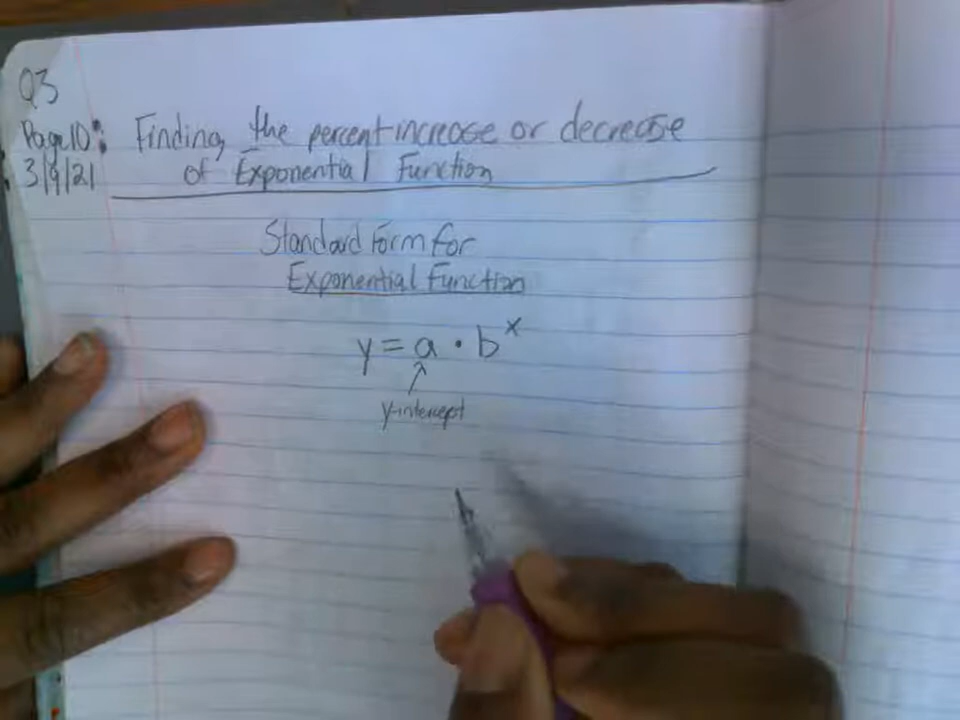 Q3
Page 10:
3/9/21
Finding the percent increase or decrease
of Exponential Function
Standard Form for
Exponential Function
y = a · b^x
y-intercept